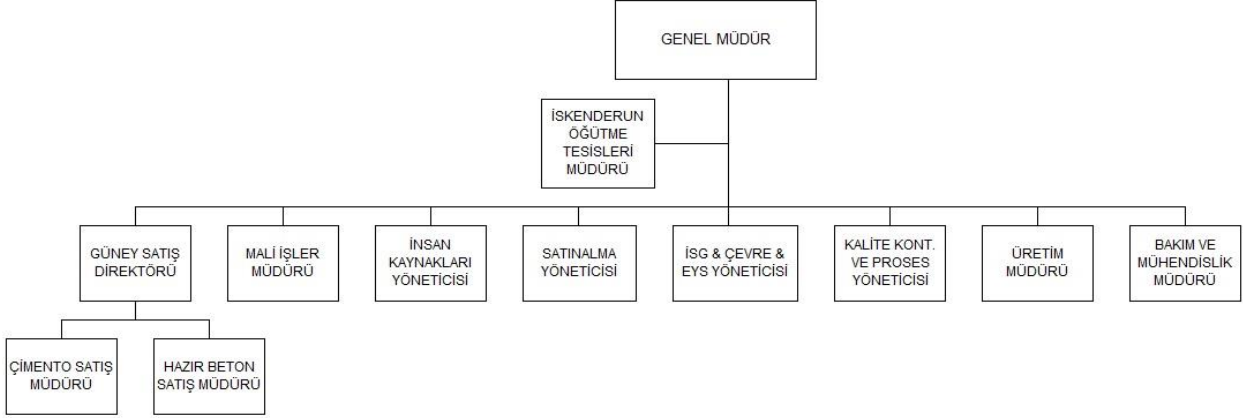 GENEL MÜDÜR
İSKENDERUN
ÖĞÜTME
TESİSLERİ
MÜDÜRÜ
GÜNEY SATIŞ
DİREKTÖRÜ
MALİ İŞLER
MÜDÜRÜ
İNSAN
KAYNAKLARI
YÖNETİCİSİ
SATINALMA
YÖNETİCİSİ
İSG & ÇEVRE &
EYS YÖNETİCİSİ
KALİTE KONT.
VE PROSES
YÖNETİCİSİ
ÜRETİM
MÜDÜRÜ
BAKIM VE
MÜHENDİSLİK
MÜDÜRÜ
ÇİMENTO SATIŞ
MÜDÜRÜ
HAZIR BETON
SATIŞ MÜDÜRÜ